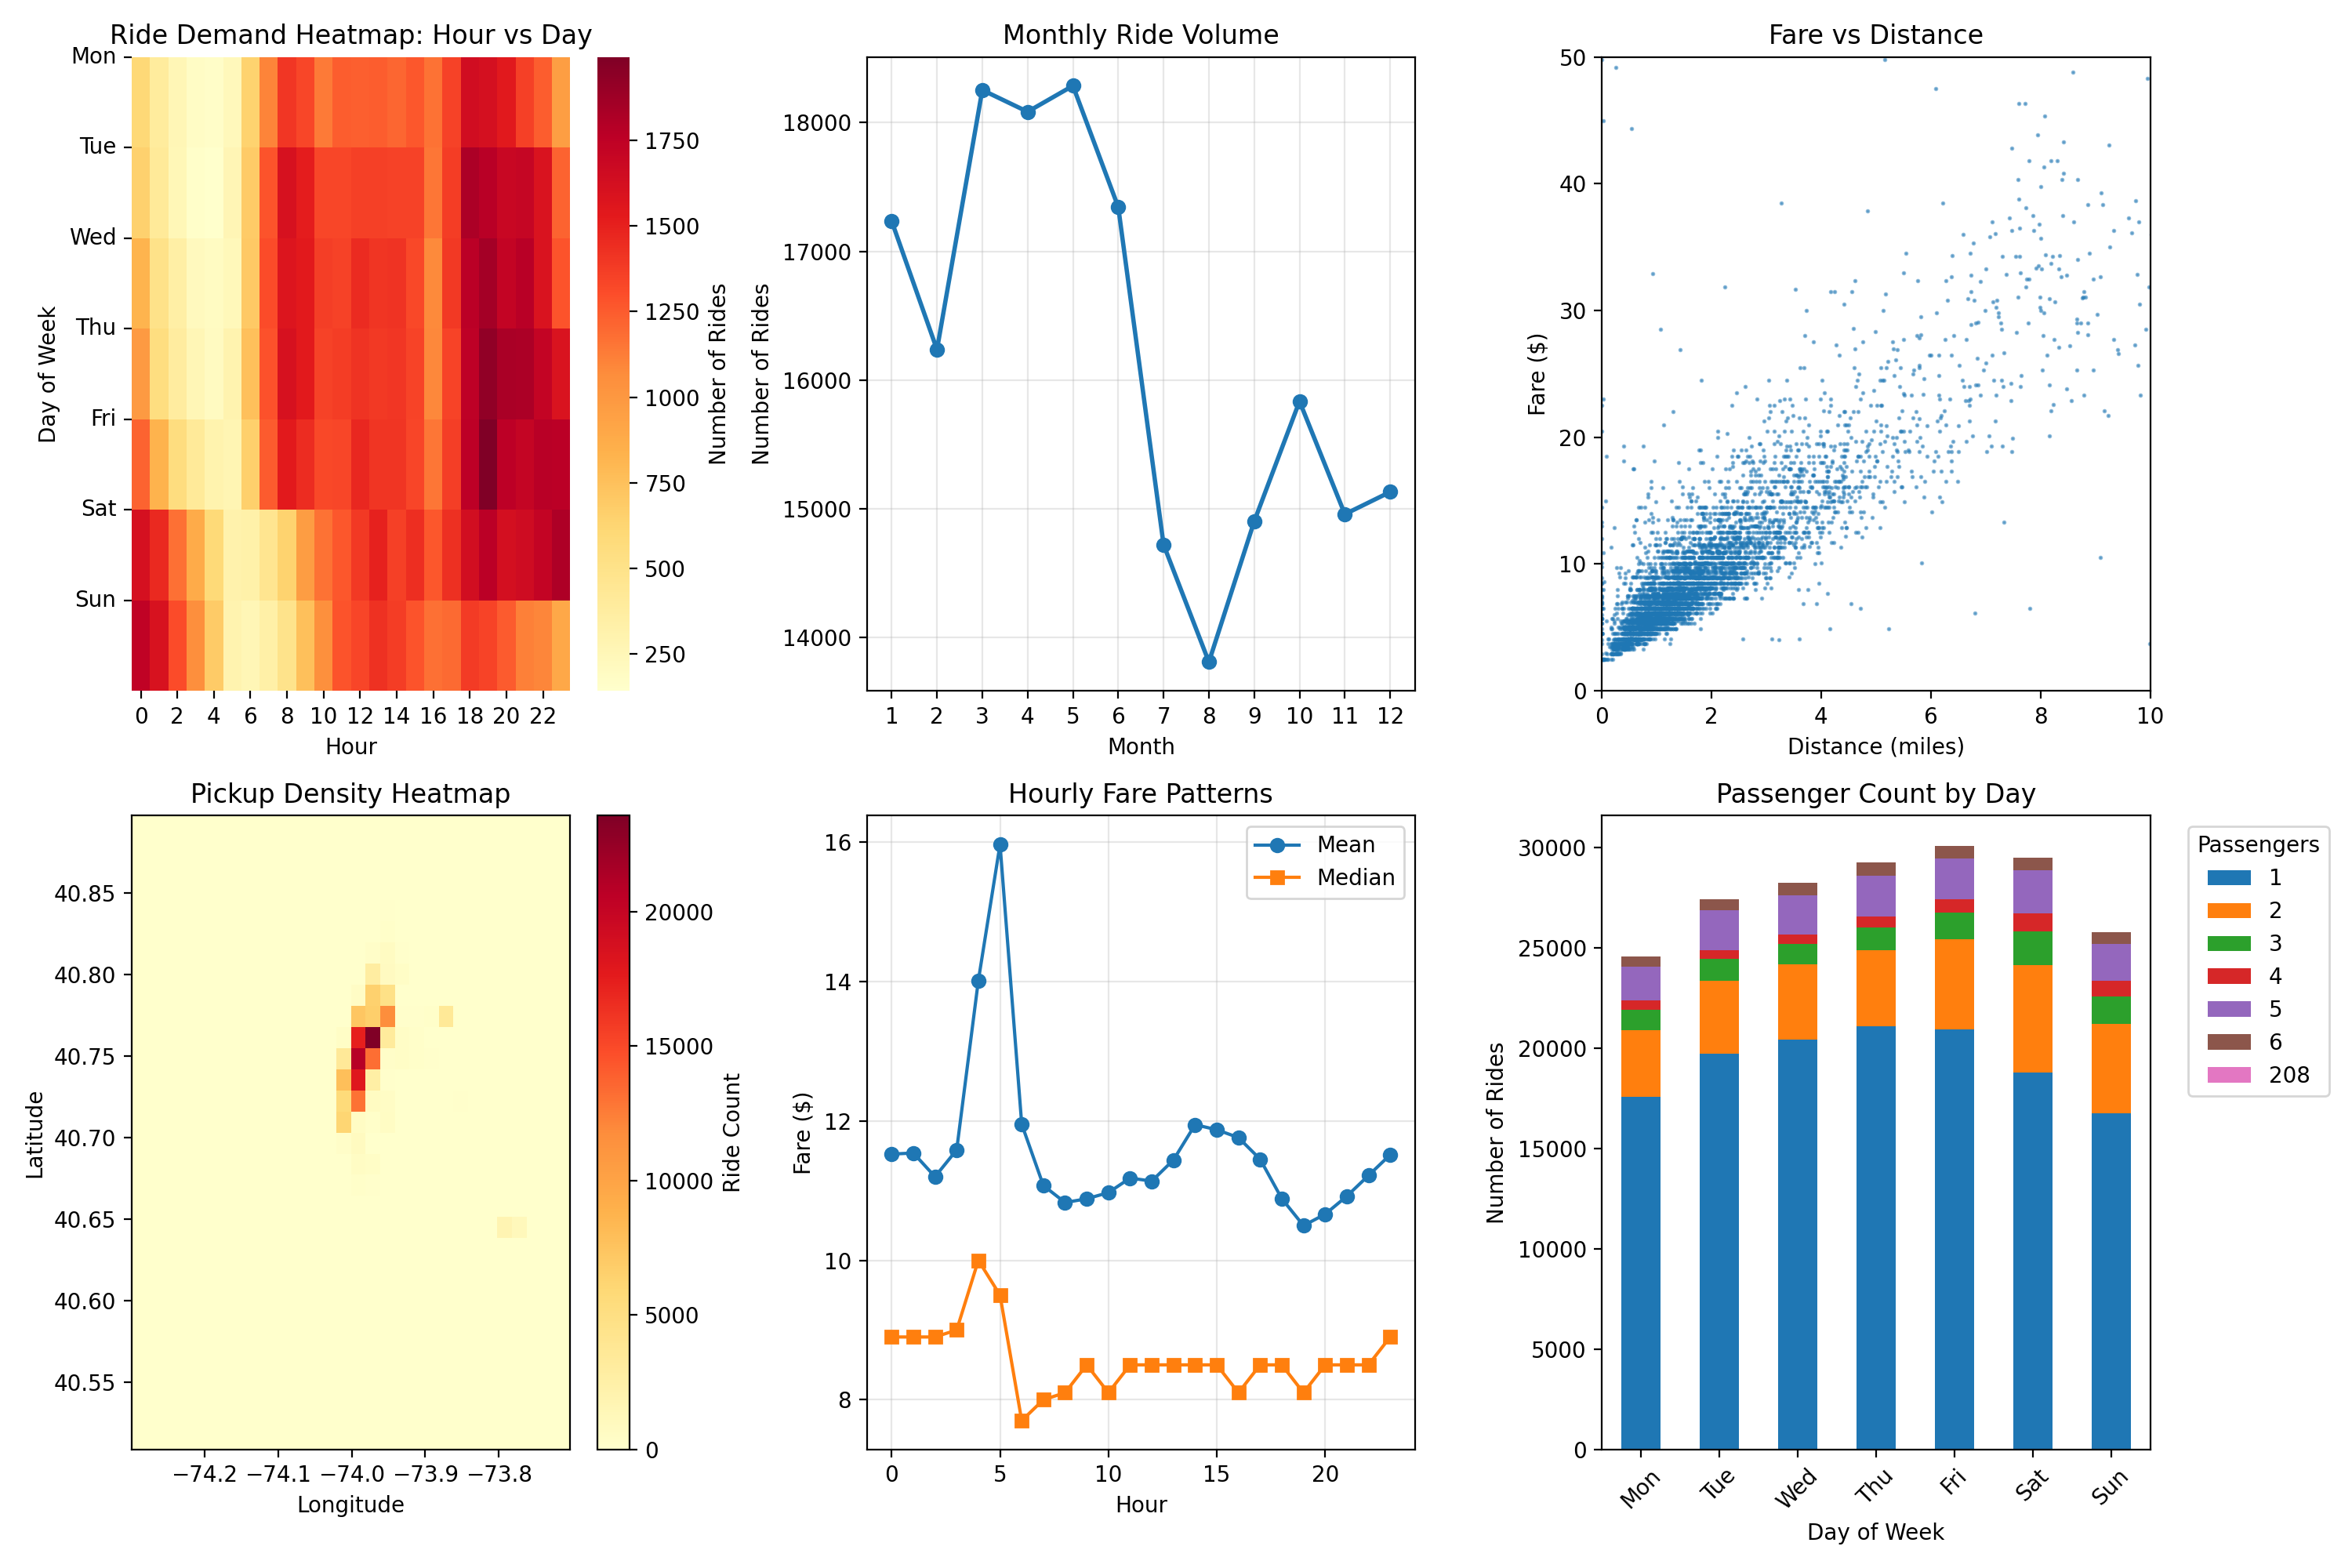 Ride Demand Heatmap: Hour vs Day
Mon
Tue
Wed
Thu
Fri
Sat
Sun
Day of Week
0 2 4 6 8 10 12 14 16 18 20 22
Hour
1750
1500
1250
1000
750
500
250
Number of Rides
Monthly Ride Volume
18000
17000
16000
15000
14000
Number of Rides
1 2 3 4 5 6 7 8 9 10 11 12
Month
Fare vs Distance
50
40
30
20
10
0
Fare ($)
0 2 4 6 8 10
Distance (miles)
Pickup Density Heatmap
40.85
40.80
40.75
40.70
40.65
40.60
40.55
Latitude
−74.2 −74.1 −74.0 −73.9 −73.8
Longitude
20000
15000
10000
5000
0
Ride Count
Hourly Fare Patterns
Mean
Median
16
14
12
10
8
Fare ($)
0 5 10 15 20
Hour
Passenger Count by Day
30000
25000
20000
15000
10000
5000
0
Number of Rides
Mon Tue Wed Thu Fri Sat Sun
Day of Week
Passengers
1
2
3
4
5
6
208